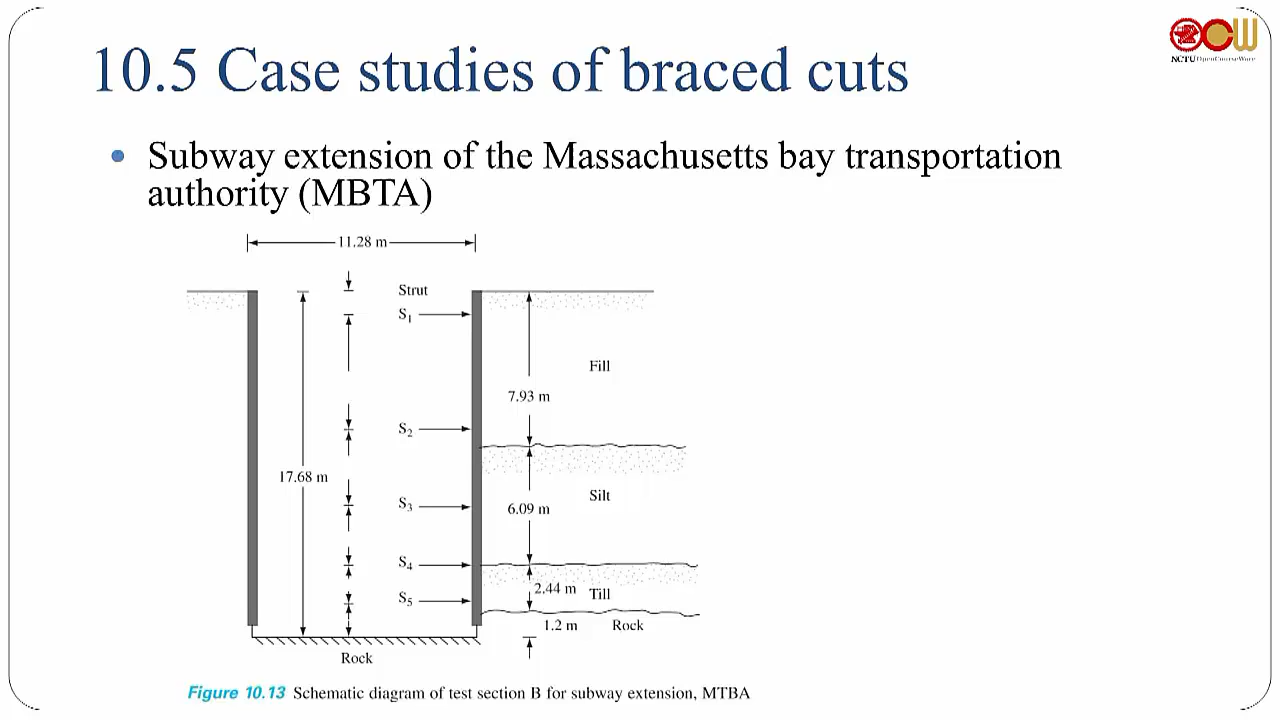 10.5 Case studies of braced cuts
NCTU OpenCourseWare
• Subway extension of the Massachusetts bay transportation
authority (MBTA)
11.28 m
Strut
S1
Fill
7.93 m
S2
17.68 m
Silt
S3
6.09 m
S4
2.44 m
Till
S5
1.2 m
Rock
Rock
Figure 10.13 Schematic diagram of test section B for subway extension, MTBA